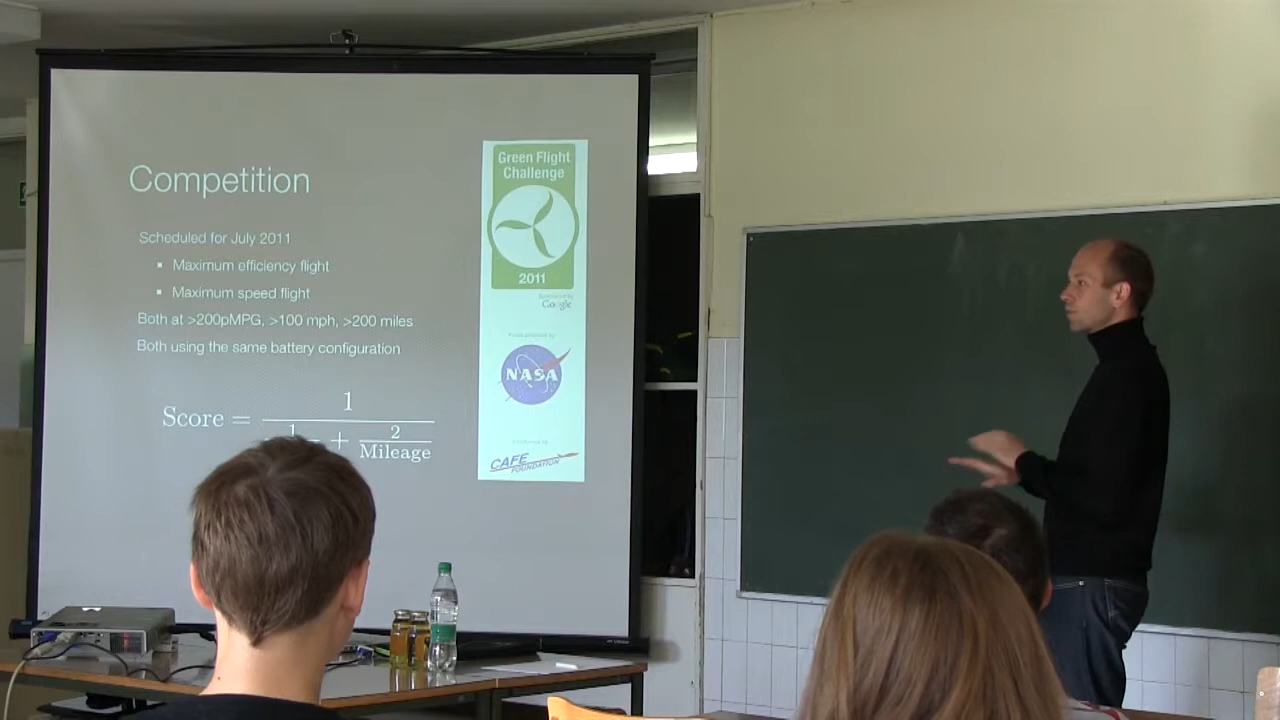 Competition
Scheduled for July 2011
▪ Maximum efficiency flight
▪ Maximum speed flight
Both at >200pMPG, >100 mph, >200 miles
Both using the same battery configuration
Score =
1
1
+
2
Mileage
Green Flight
Challenge
2011
Google
NASA
CAFE
FOUNDATION